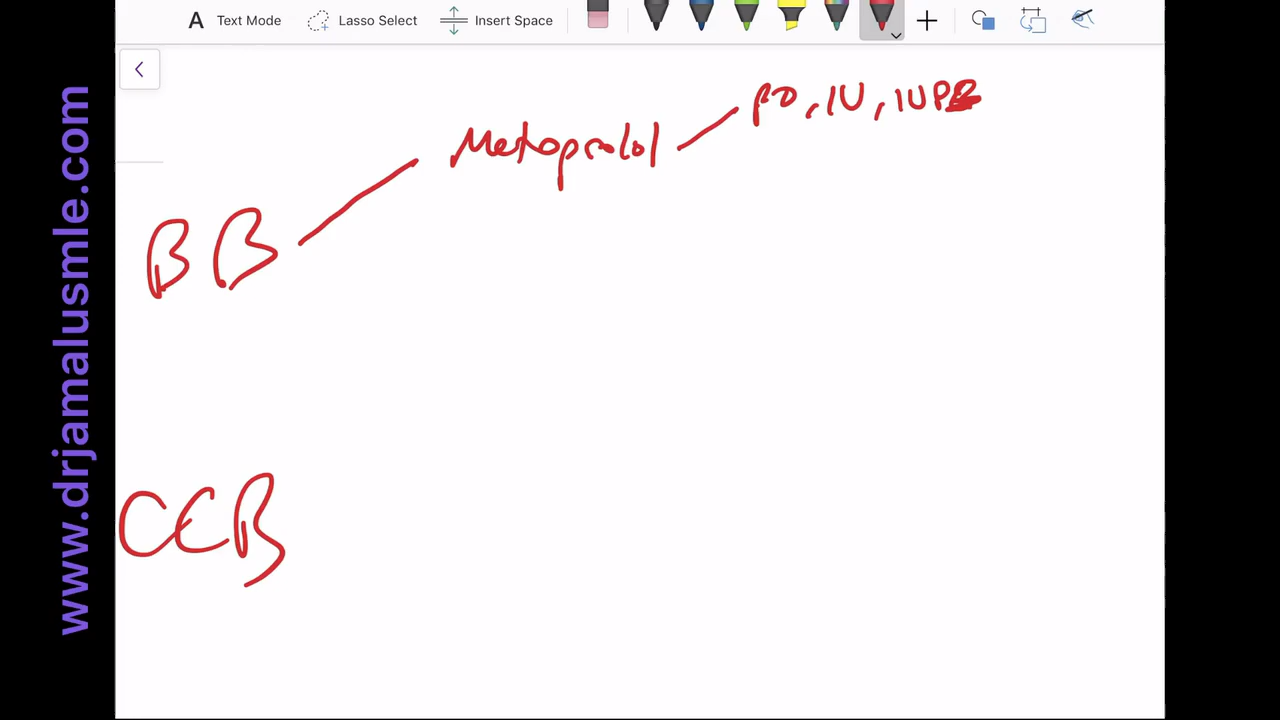 Text Mode
Lasso Select
Insert Space
www.drjamalusmle.com
PO, IV, IVP
Metoprolol
BB
CCB